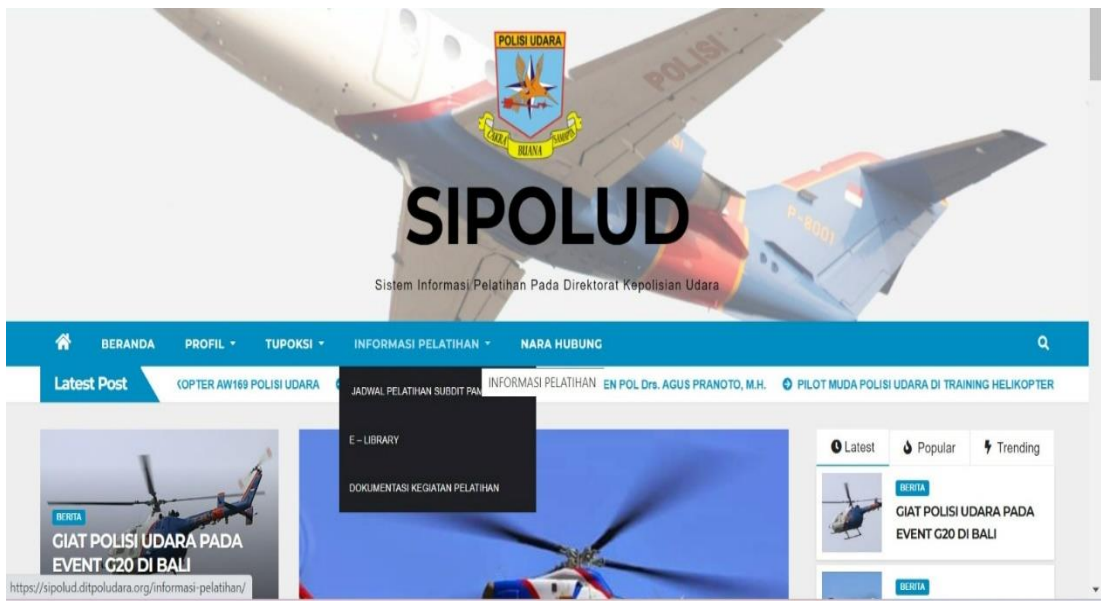 POLISI UDARA
CAKRA BUANA SAMAPTA
POLISI
SIPOLUD
P-8001
Sistem Informasi Pelatihan Pada Direktorat Kepolisian Udara
BERANDA PROFIL TUPOKSI INFORMASI PELATIHAN NARA HUBUNG
Latest Post KOPTER AW169 POLISI UDARA EN POL Drs. AGUS PRANOTO, M.H. PILOT MUDA POLISI UDARA DI TRAINING HELIKOPTER
JADWAL PELATIHAN SUBDIT PAM
INFORMASI PELATIHAN
E – LIBRARY
DOKUMENTASI KEGIATAN PELATIHAN
BERITA
GIAT POLISI UDARA PADA
EVENT G20 DI BALI
Latest Popular Trending
BERITA
GIAT POLISI UDARA PADA
EVENT G20 DI BALI
BERITA
https://sipolud.ditpoludara.org/informasi-pelatihan/